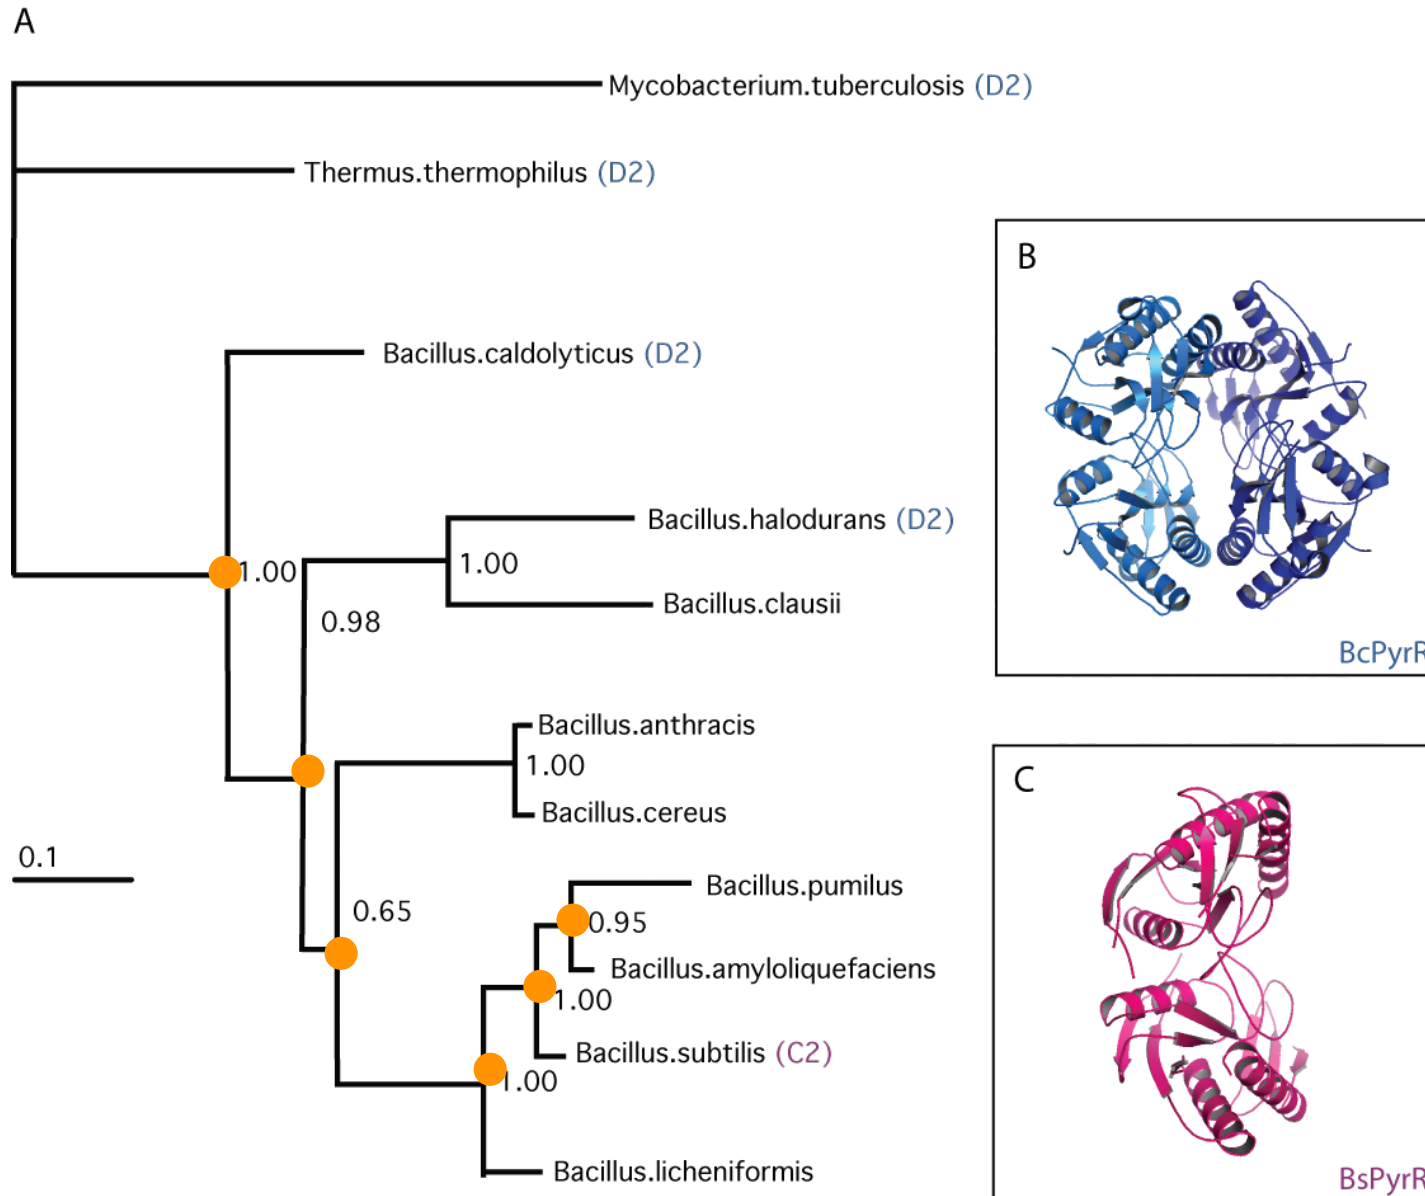 A
Mycobacterium.tuberculosis (D2)
Thermus.thermophilus (D2)
B
Bacillus.caldolyticus (D2)
Bacillus.halodurans (D2)
1.00
1.00
Bacillus.clausii
0.98
BcPyrR
Bacillus.anthracis
1.00
C
Bacillus.cereus
0.1
Bacillus.pumilus
0.65
0.95
Bacillus.amyloliquefaciens
1.00
Bacillus.subtilis (C2)
1.00
Bacillus.licheniformis
BsPyrR